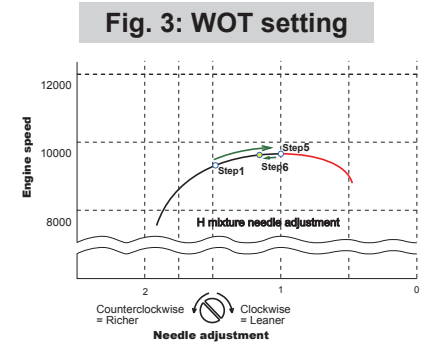 Fig. 3: WOT setting
Engine speed
12000
10000
8000
Step1
Step5
Step6
H mixture needle adjustment
2
1
0
Counterclockwise
= Richer
Clockwise
= Leaner
Needle adjustment